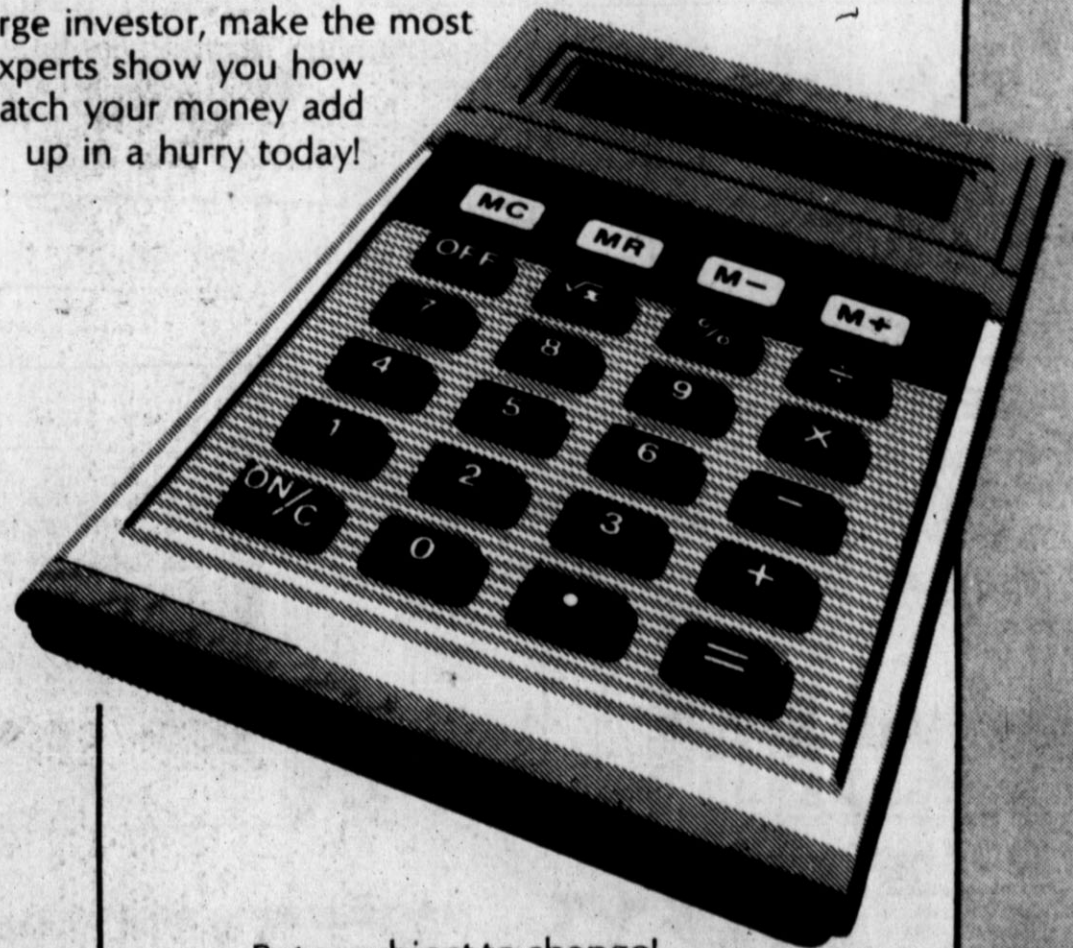 rge investor, make the most
xperts show you how
atch your money add
up in a hurry today!
MC MR M− M+
OFF √x % ÷
7 8 9 ×
4 5 6 −
1 2 3 +
ON/C 0 • =